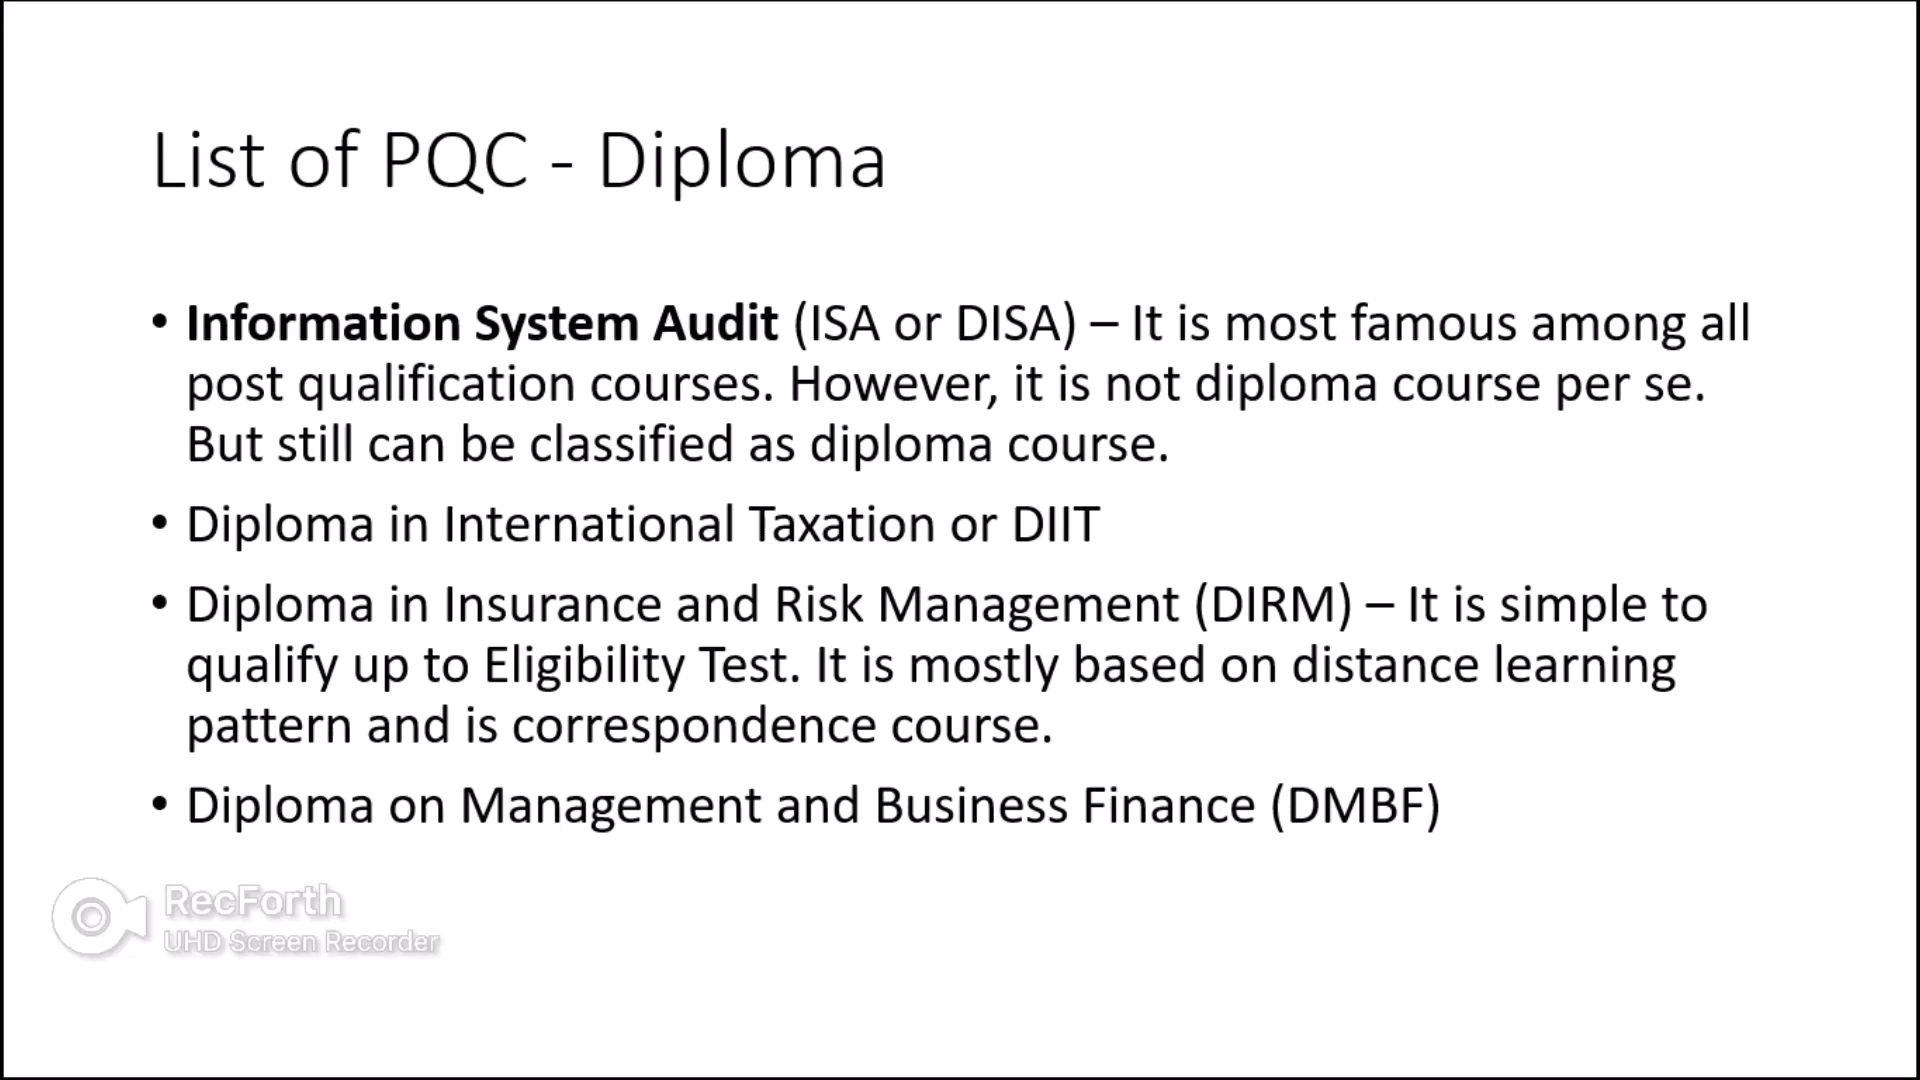 List of PQC - Diploma
• Information System Audit (ISA or DISA) – It is most famous among all
post qualification courses. However, it is not diploma course per se.
But still can be classified as diploma course.
• Diploma in International Taxation or DIIT
• Diploma in Insurance and Risk Management (DIRM) – It is simple to
qualify up to Eligibility Test. It is mostly based on distance learning
pattern and is correspondence course.
• Diploma on Management and Business Finance (DMBF)
RecForth
UHD Screen Recorder